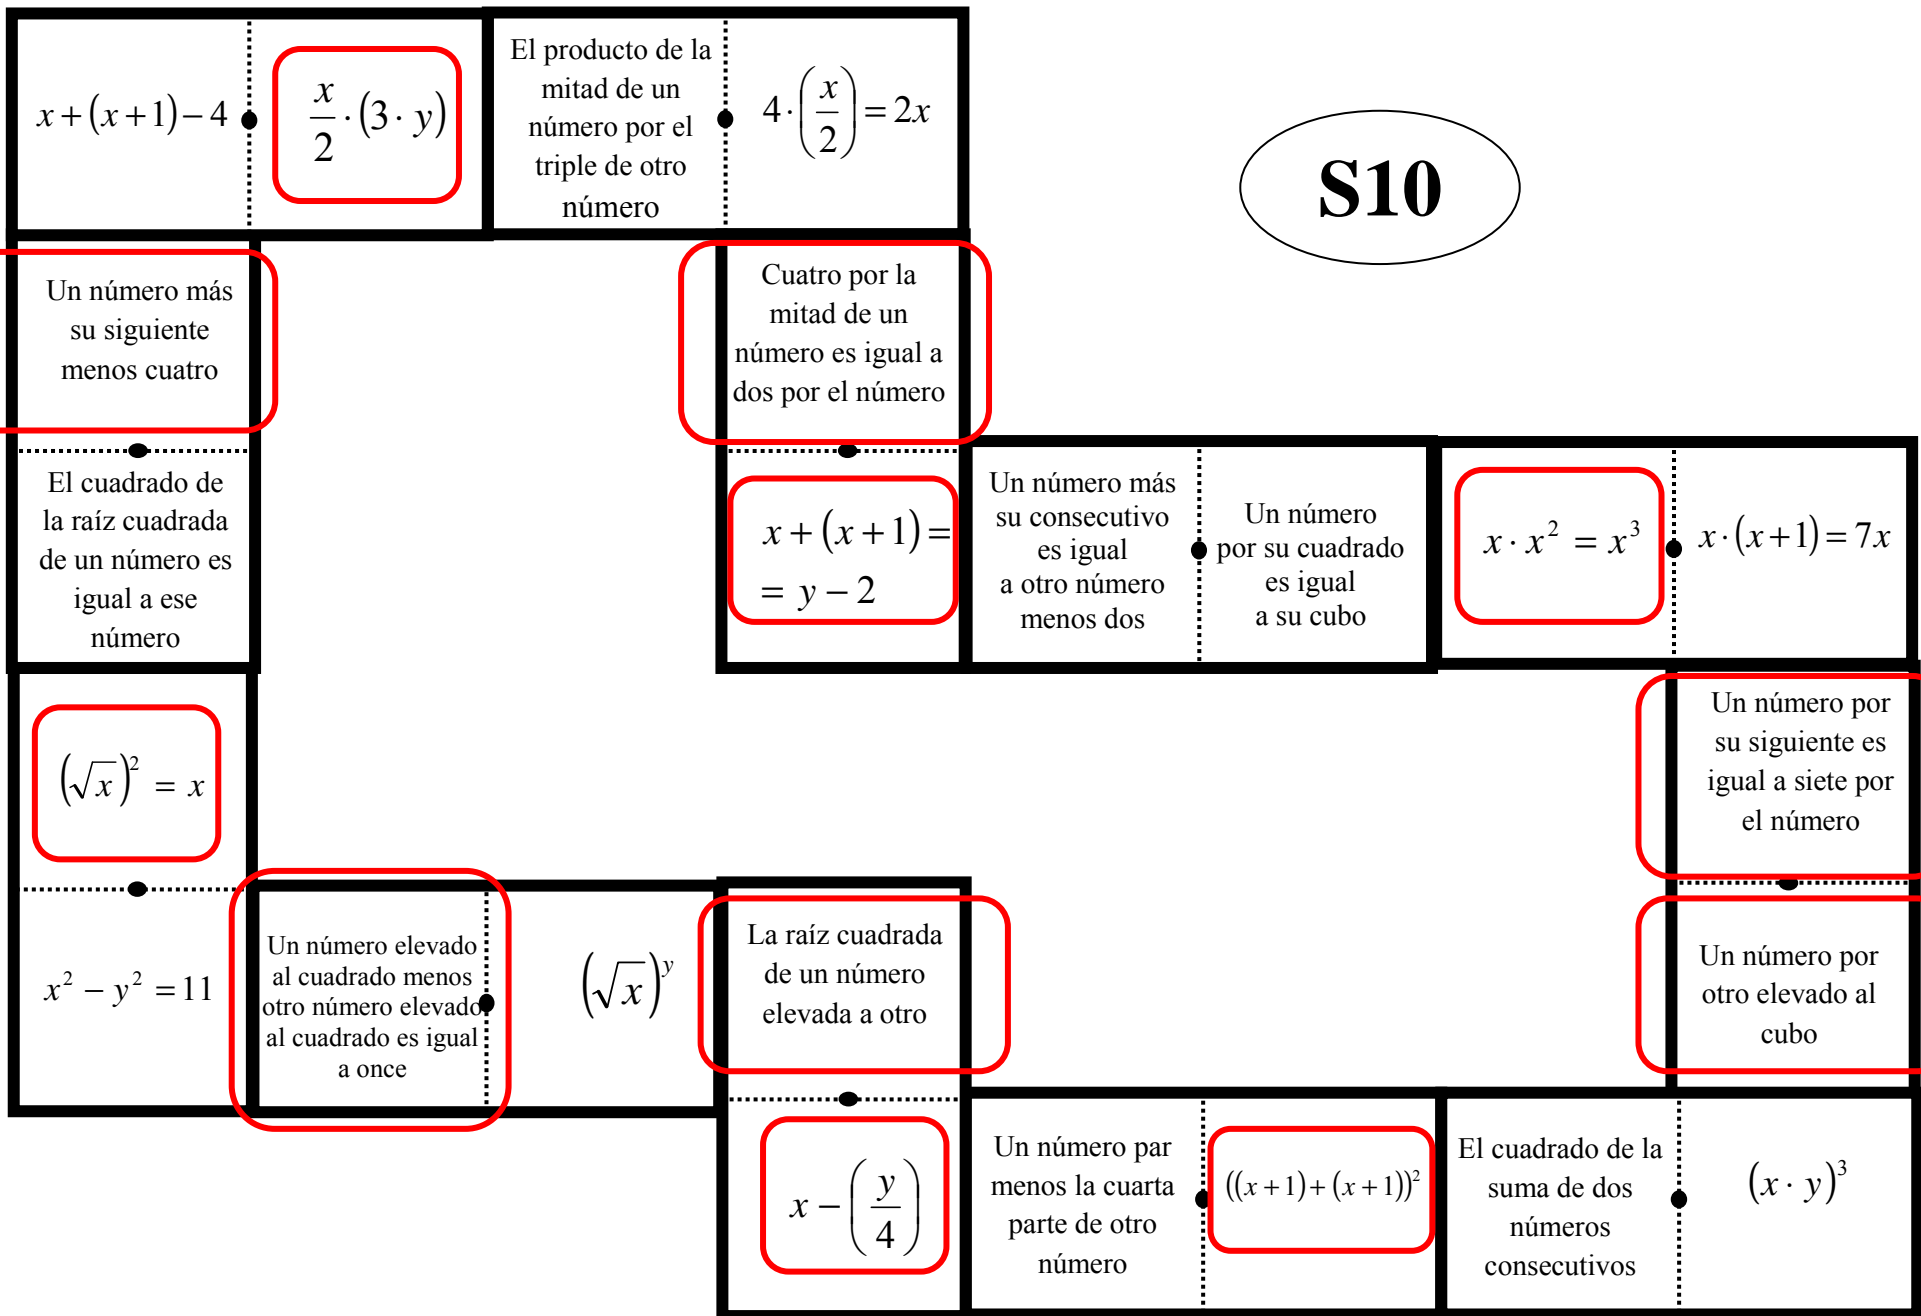 x + (x + 1) − 4
x/2 · (3 · y)
El producto de la
mitad de un
número por el
triple de otro
número
4 · (x/2) = 2x
S10
Un número más
su siguiente
menos cuatro
Cuatro por la
mitad de un
número es igual a
dos por el número
El cuadrado de
la raíz cuadrada
de un número es
igual a ese
número
x + (x + 1) =
= y − 2
Un número más
su consecutivo
es igual
a otro número
menos dos
Un número
por su cuadrado
es igual
a su cubo
x · x² = x³
x · (x + 1) = 7x
Un número por
su siguiente es
igual a siete por
el número
(√x)² = x
x² − y² = 11
Un número elevado
al cuadrado menos
otro número elevado
al cuadrado es igual
a once
(√x)^y
La raíz cuadrada
de un número
elevada a otro
Un número por
otro elevado al
cubo
x − (y/4)
Un número par
menos la cuarta
parte de otro
número
((x + 1) + (x + 1))²
El cuadrado de la
suma de dos
números
consecutivos
(x · y)³